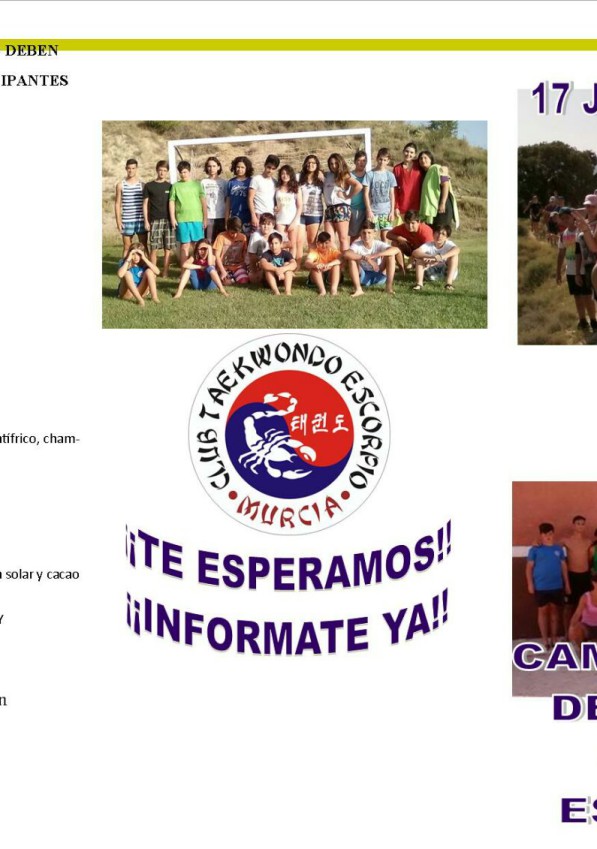 DEBEN
IPANTES
ntífrico, cham-
solar y cacao
Y
n
CLUB TAEKWONDO ESCORPIO
태권도
MURCIA
¡¡TE ESPERAMOS!!
¡¡INFORMATE YA!!
17 J
CAM
DE
ES